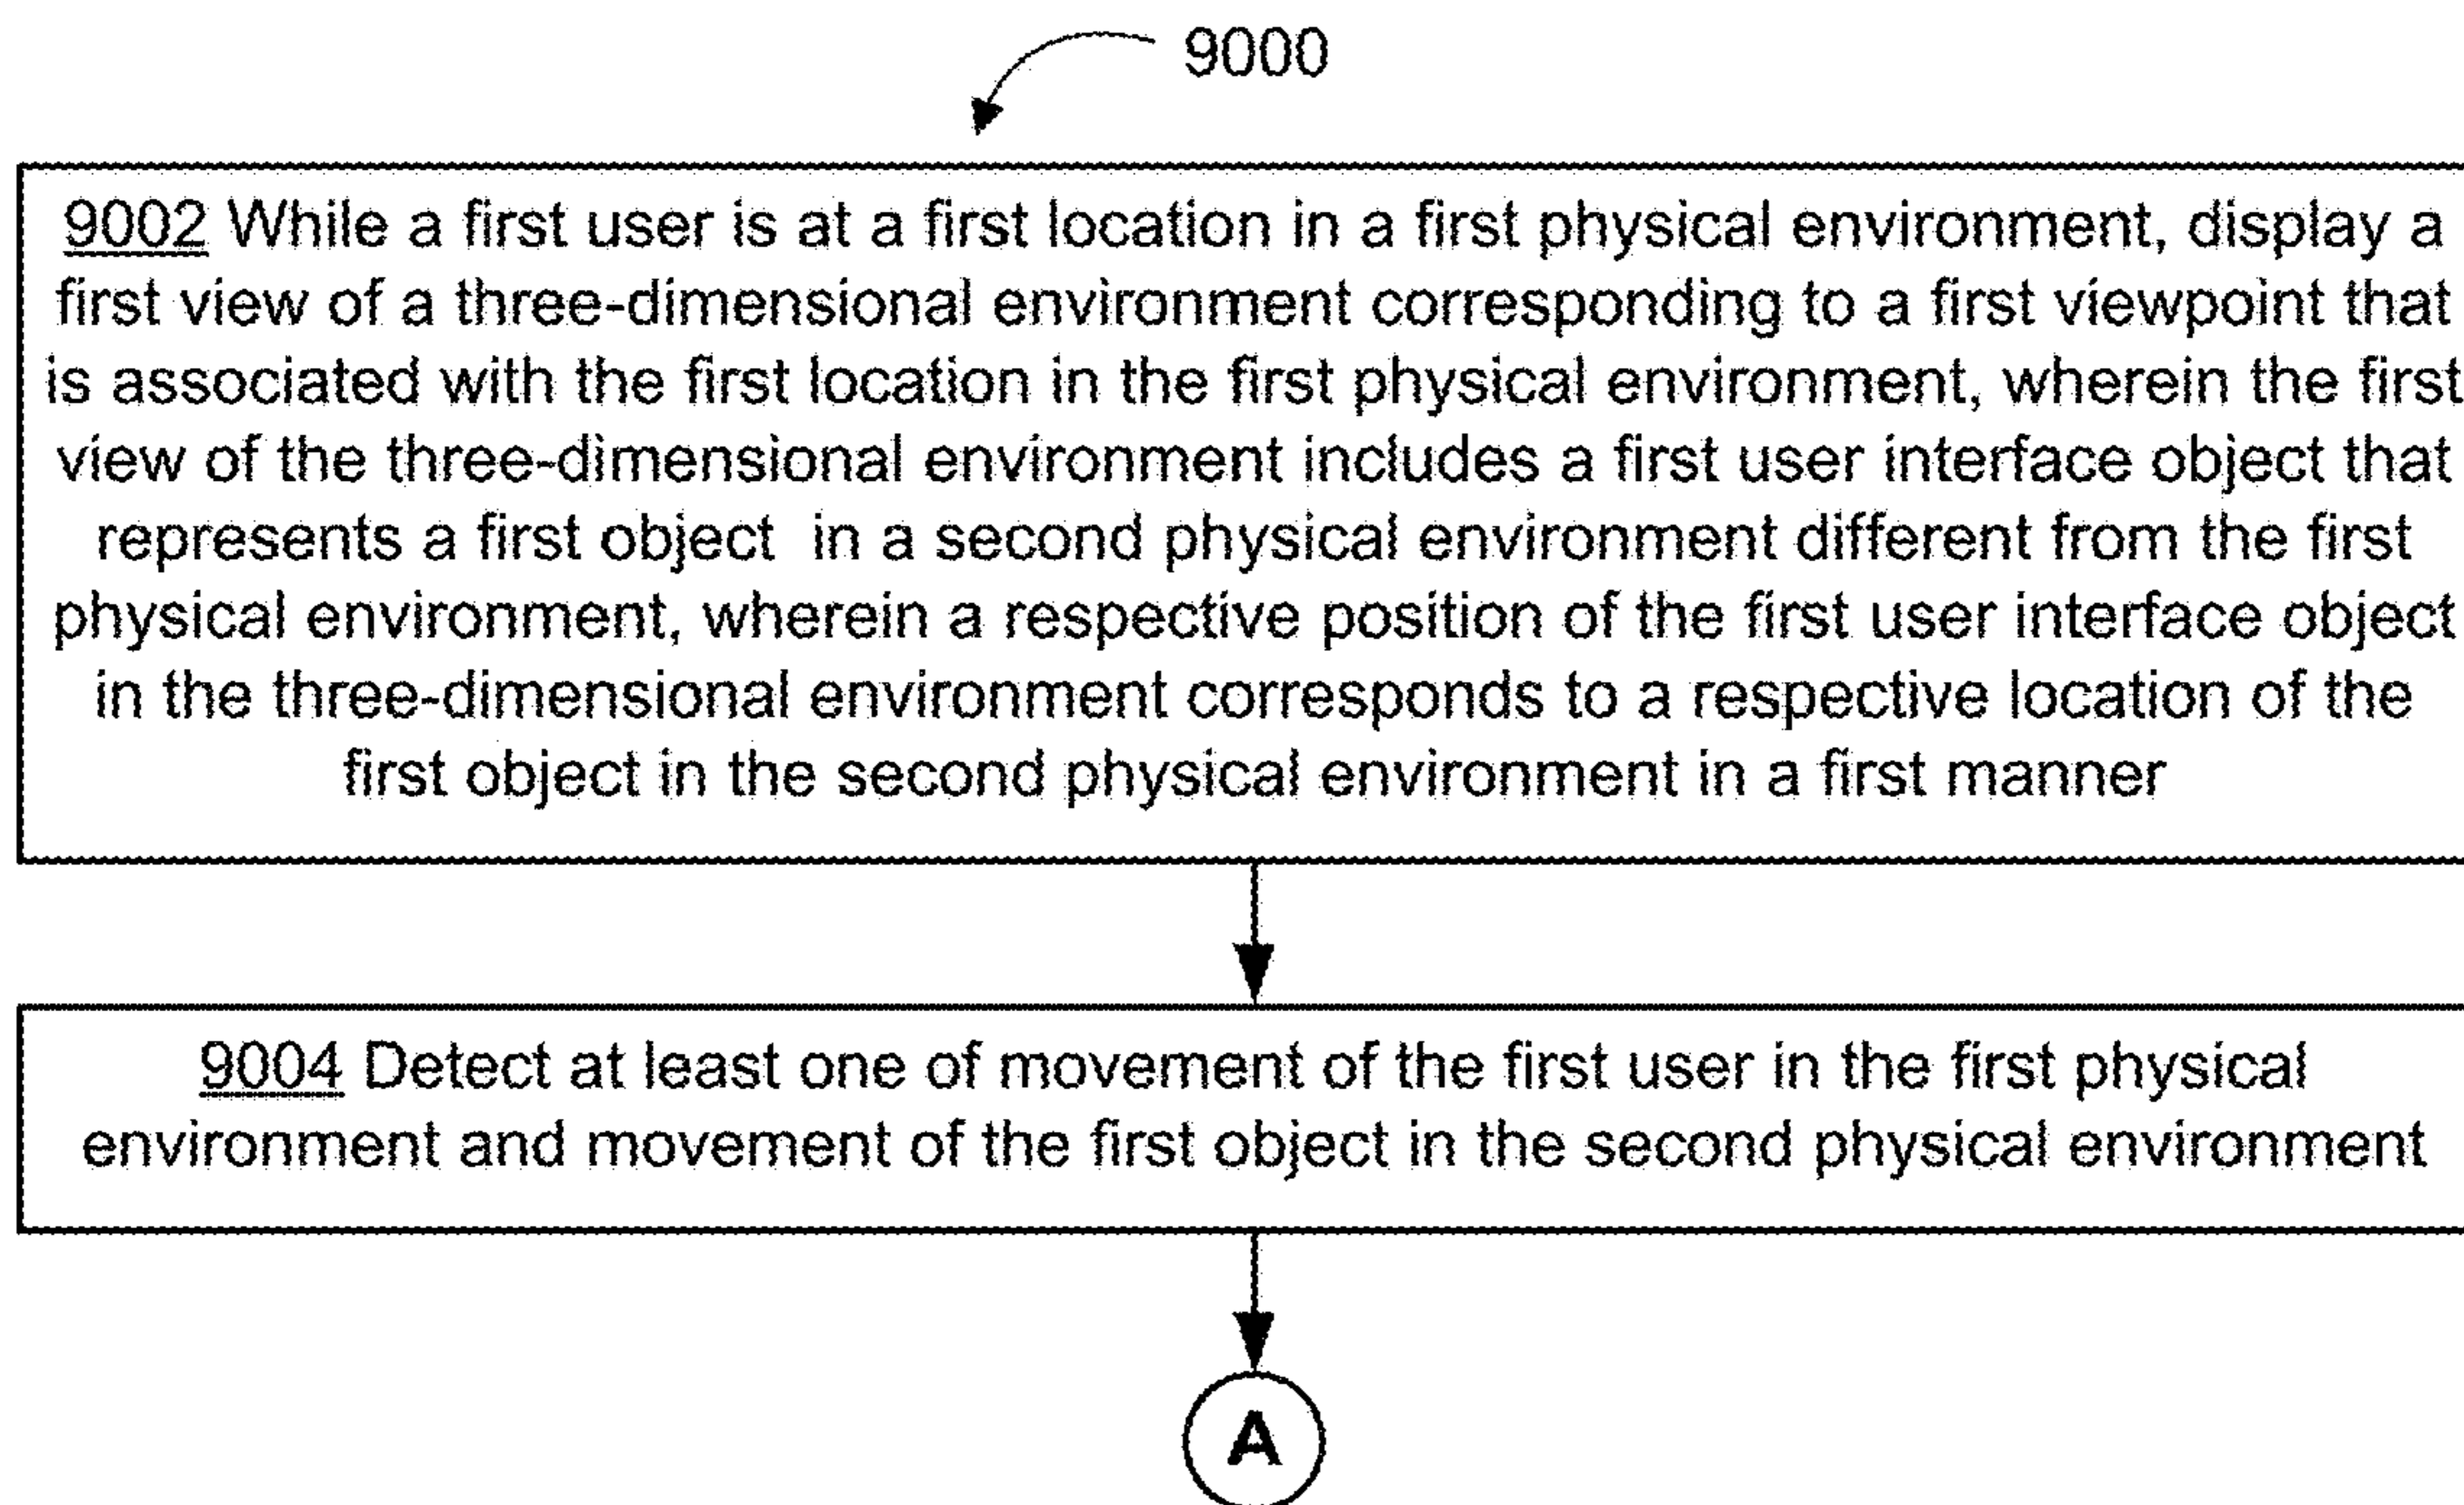 9000
9002 While a first user is at a first location in a first physical environment, display a
first view of a three-dimensional environment corresponding to a first viewpoint that
is associated with the first location in the first physical environment, wherein the first
view of the three-dimensional environment includes a first user interface object that
represents a first object in a second physical environment different from the first
physical environment, wherein a respective position of the first user interface object
in the three-dimensional environment corresponds to a respective location of the
first object in the second physical environment in a first manner
9004 Detect at least one of movement of the first user in the first physical
environment and movement of the first object in the second physical environment
A